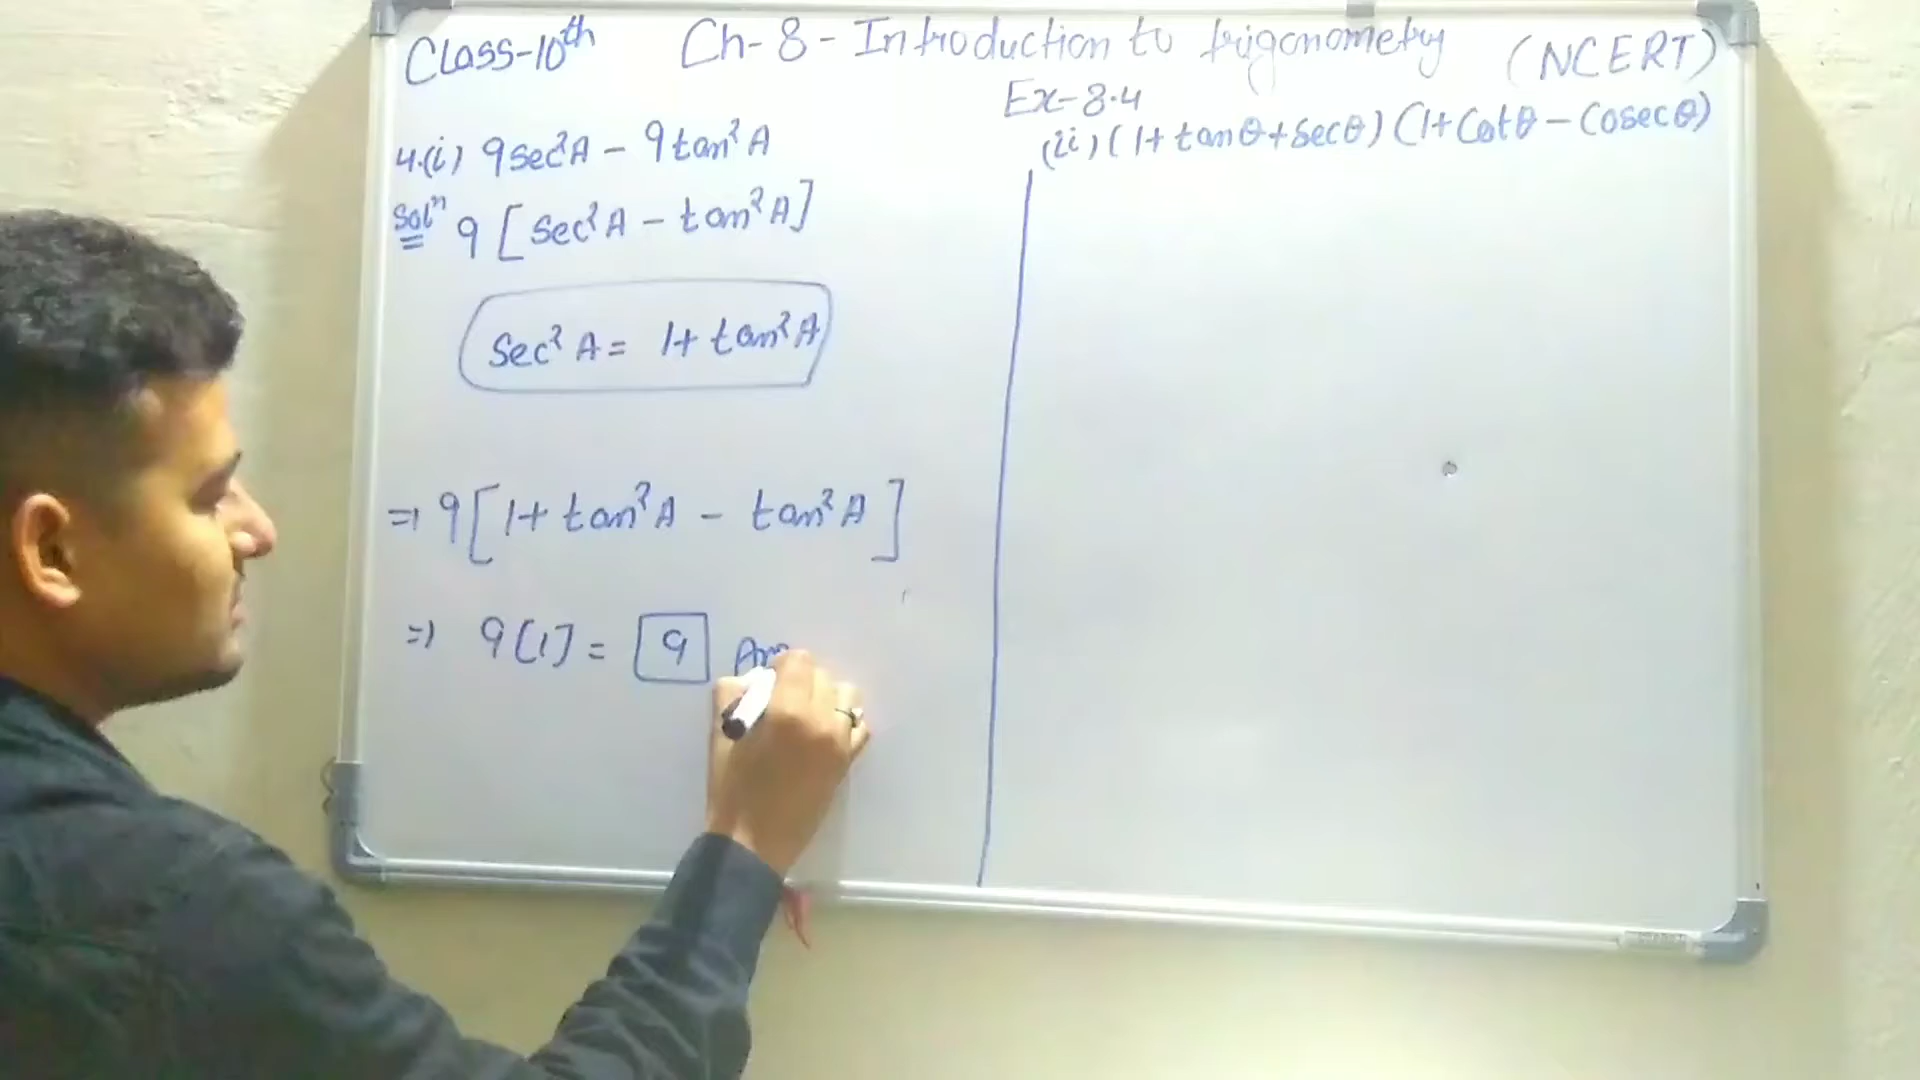 Class-10th Ch-8-Introduction to trigonometry (NCERT)
Ex-8.4
4.(i) 9sec²A - 9tan²A
Solⁿ 9[Sec²A - tan²A]
Sec²A = 1+tan²A
⇒ 9[1+tan²A - tan²A]
⇒ 9[1] = 9 Ans
(ii) (1+tanθ+secθ) (1+Cotθ-Cosecθ)